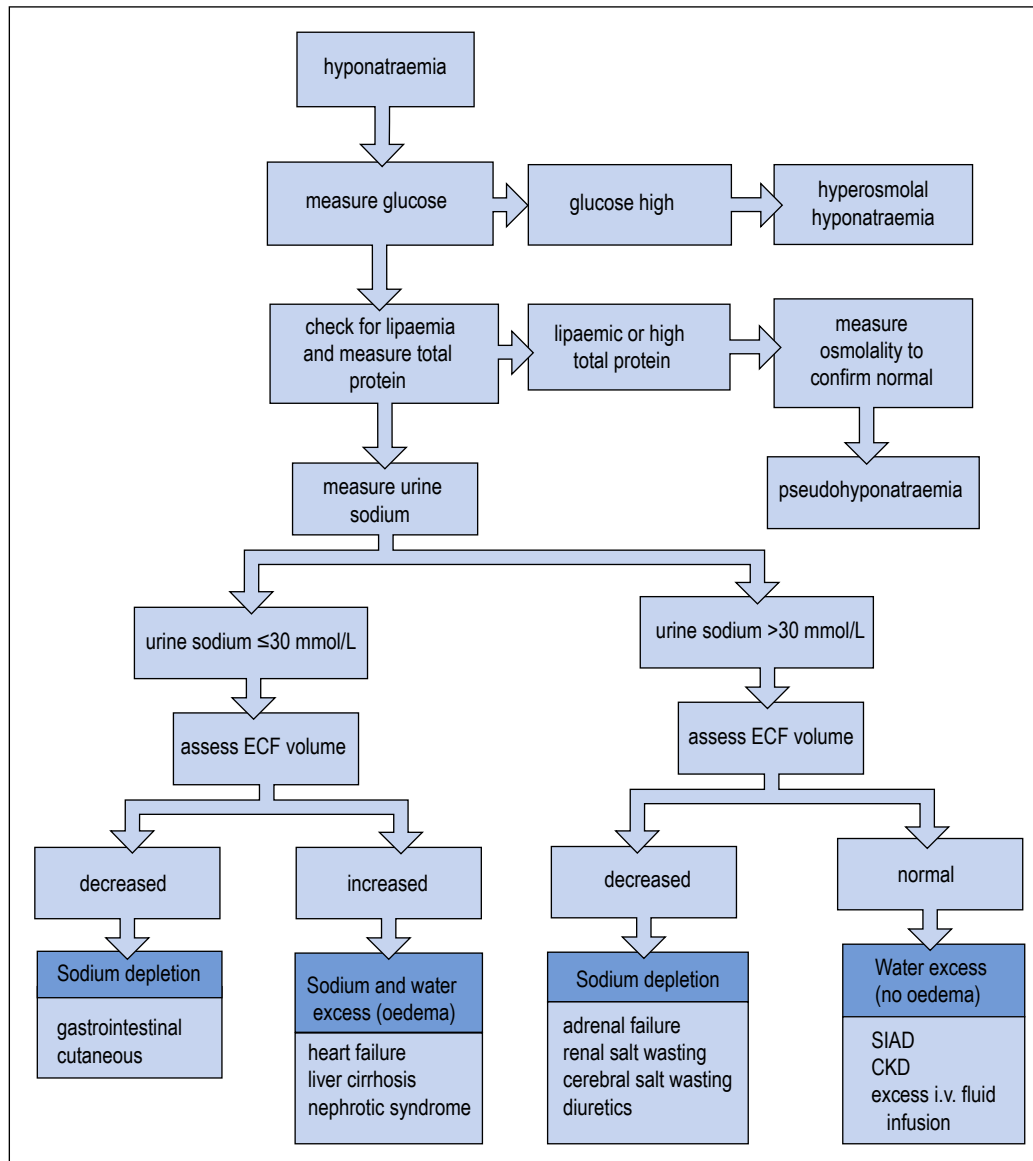 hyponatraemia
measure glucose
glucose high
hyperosmolal
hyponatraemia
check for lipaemia
and measure total
protein
lipaemic or high
total protein
measure
osmolality to
confirm normal
pseudohyponatraemia
measure urine
sodium
urine sodium ≤30 mmol/L
urine sodium >30 mmol/L
assess ECF volume
assess ECF volume
decreased
increased
decreased
normal
Sodium depletion
gastrointestinal
cutaneous
Sodium and water
excess (oedema)
heart failure
liver cirrhosis
nephrotic syndrome
Sodium depletion
adrenal failure
renal salt wasting
cerebral salt wasting
diuretics
Water excess
(no oedema)
SIAD
CKD
excess i.v. fluid
infusion